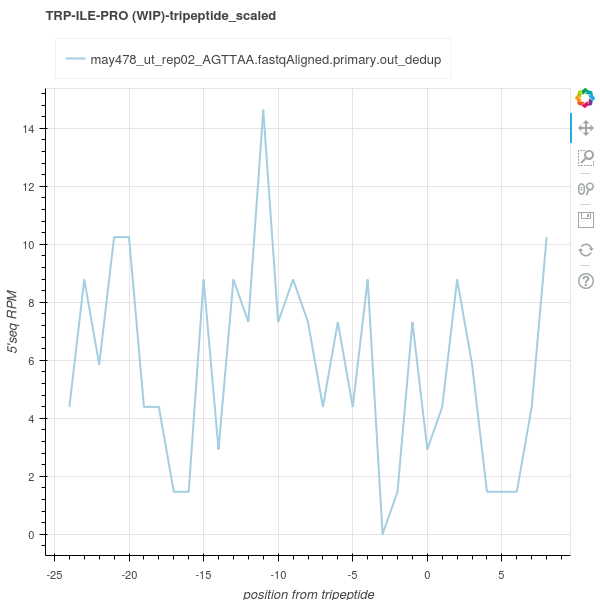 TRP-ILE-PRO (WIP)-tripeptide_scaled
may478_ut_rep02_AGTTAA.fastqAligned.primary.out_dedup
14
12
10
8
6
4
2
0
5'seq RPM
-25 -20 -15 -10 -5 0 5
position from tripeptide